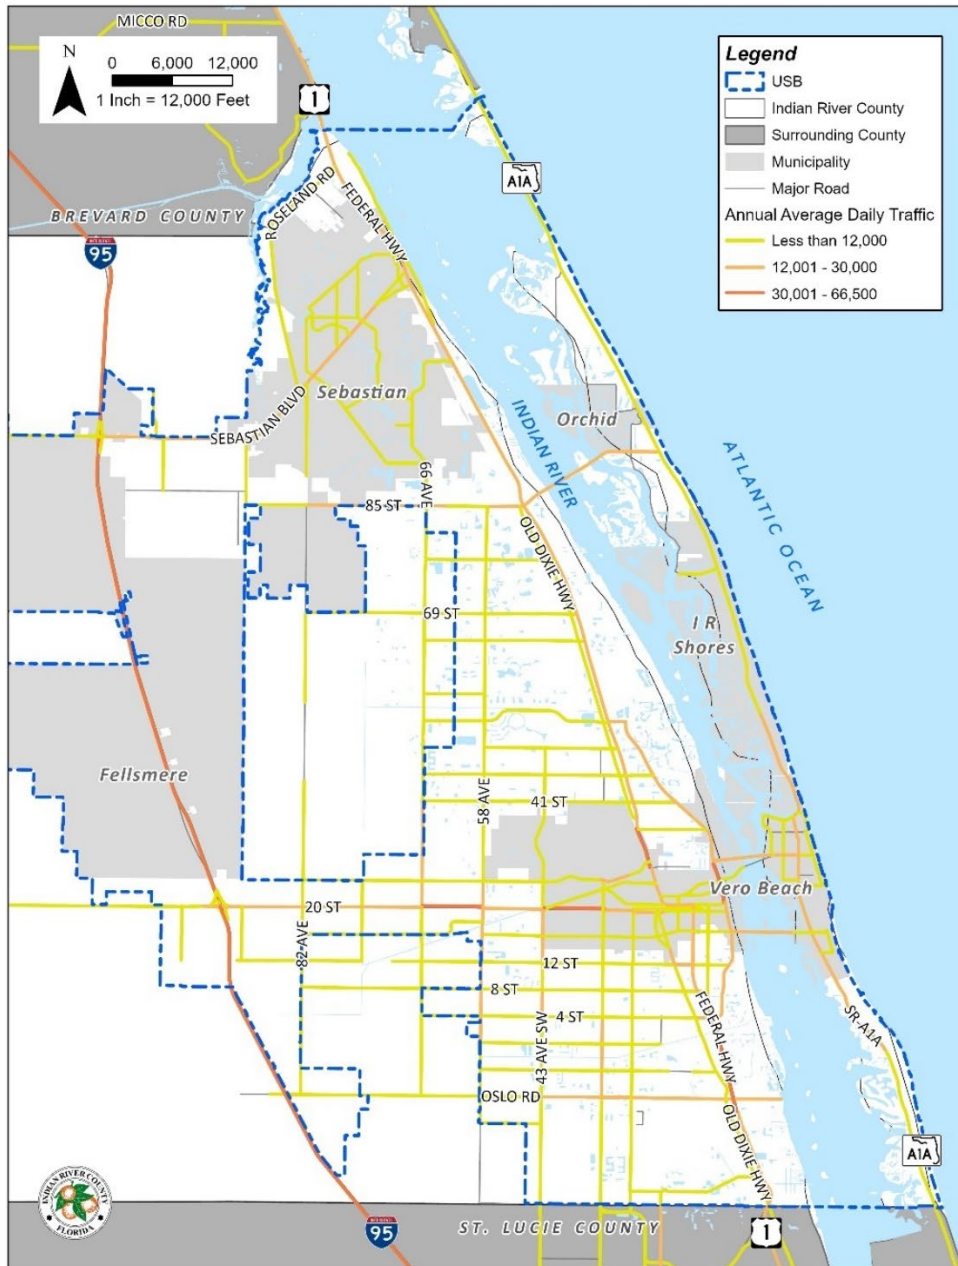 MICCO RD
N
0 6,000 12,000
1 Inch = 12,000 Feet
1
Legend
USB
Indian River County
Surrounding County
Municipality
Major Road
Annual Average Daily Traffic
Less than 12,000
12,001 - 30,000
30,001 - 66,500
A1A
BREVARD COUNTY
ROSELAND RD
FEDERAL HWY
95
Sebastian
SEBASTIAN BLVD
INDIAN RIVER
Orchid
ATLANTIC OCEAN
66 AVE
85 ST
OLD DIXIE HWY
69 ST
I R
Shores
Fellsmere
58 AVE
41 ST
Vero Beach
20 ST
82 AVE
12 ST
8 ST
4 ST
43 AVE SW
FEDERAL HWY
SR-A1A
OSLO RD
OLD DIXIE HWY
A1A
INDIAN RIVER COUNTY
FLORIDA
95
ST. LUCIE COUNTY
1